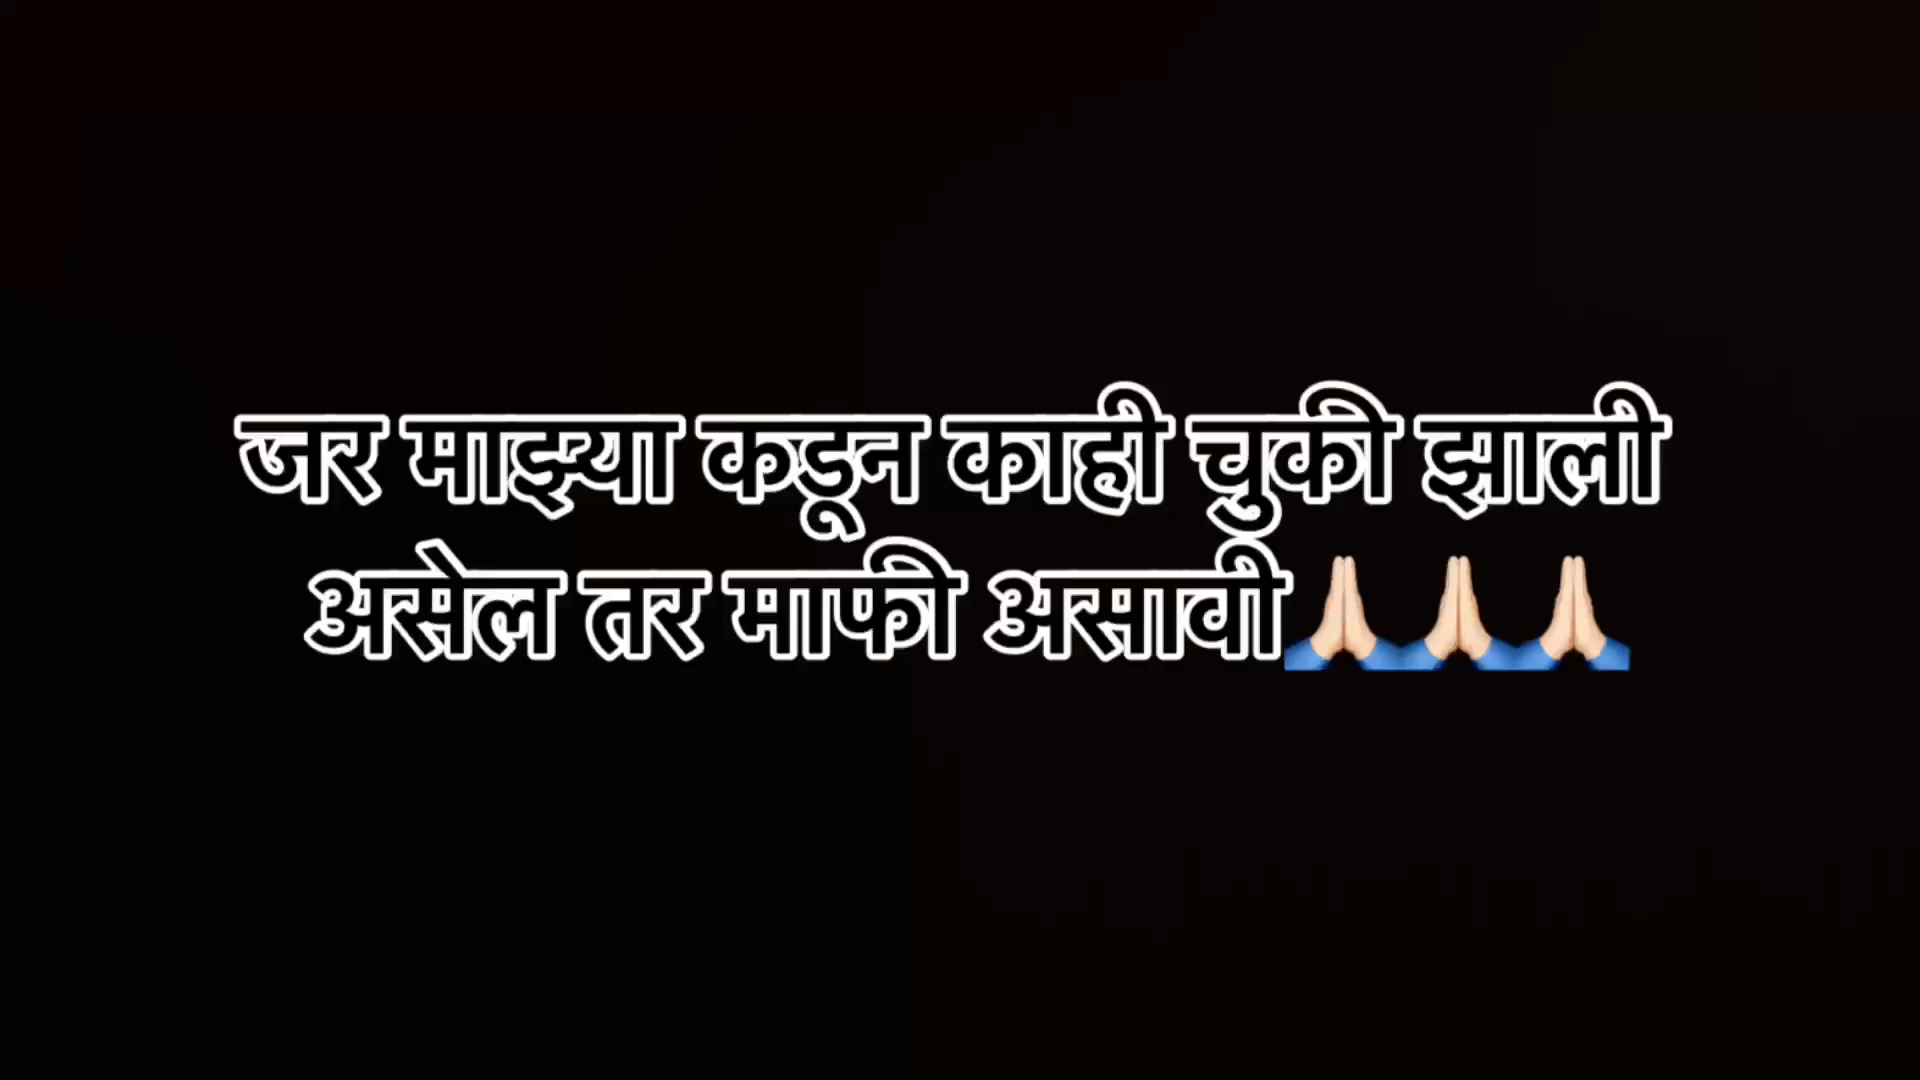 जर माझ्या कडून काही चुकी झाली
असेल तर माफी असावी🙏🏻🙏🏻🙏🏻